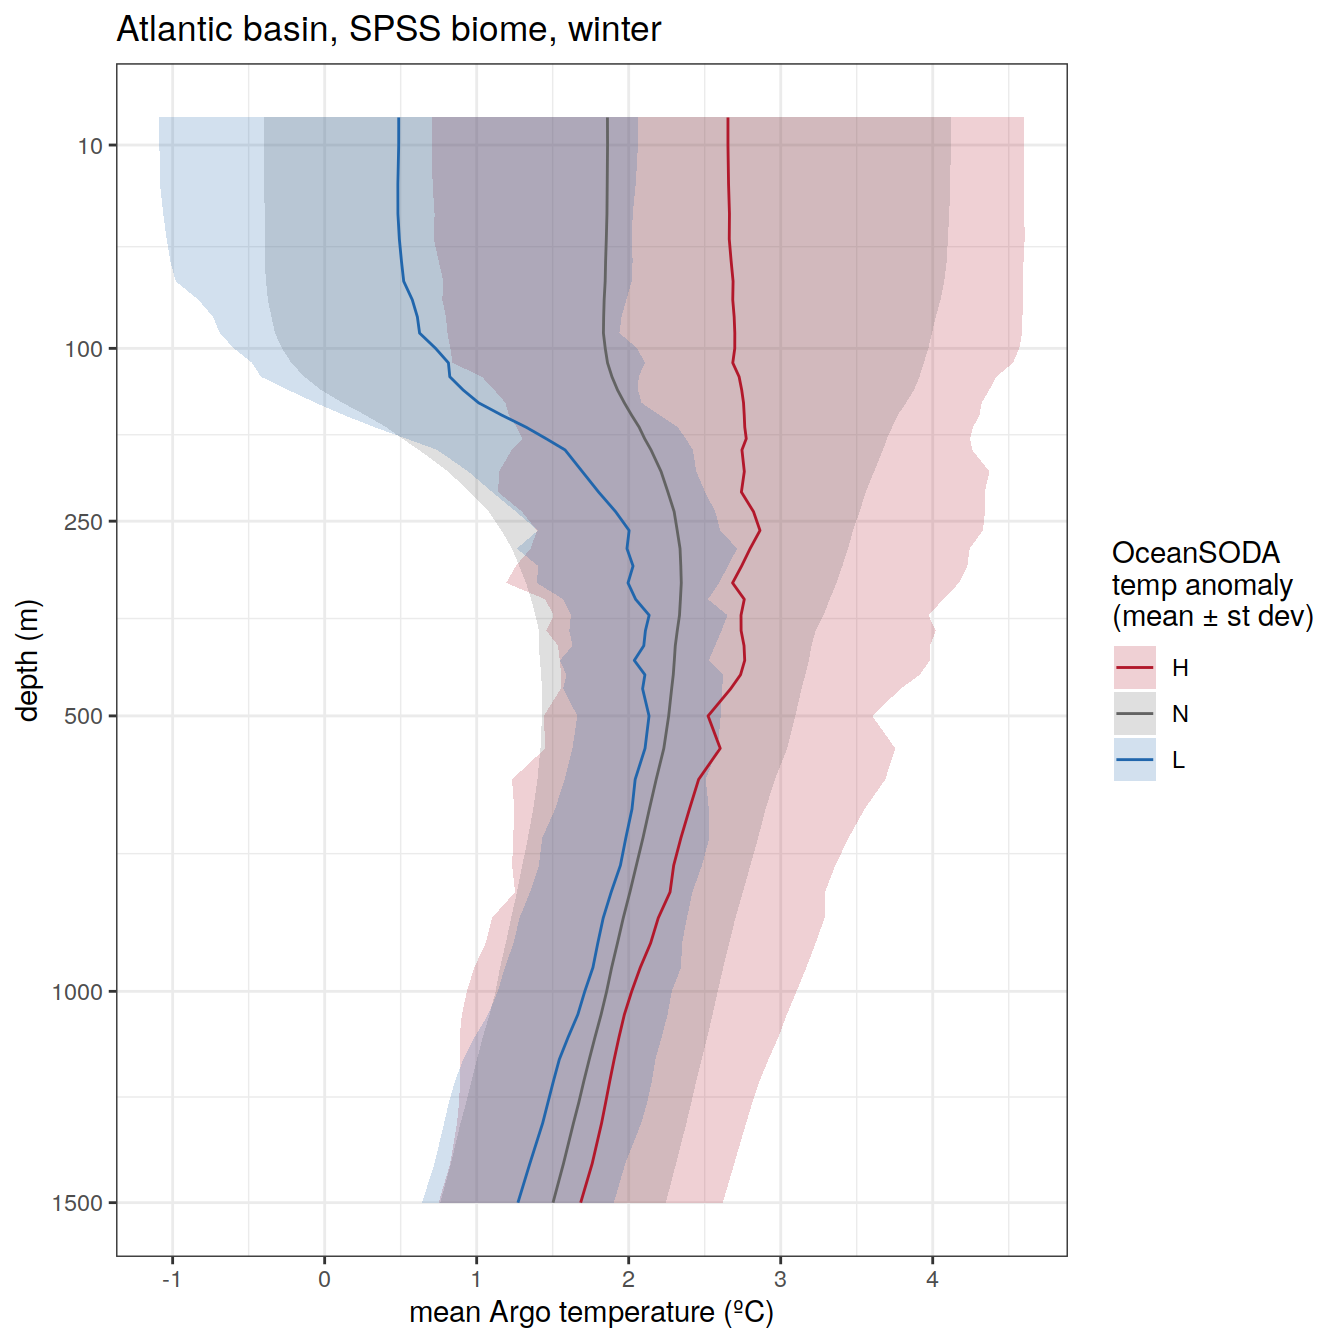 Atlantic basin, SPSS biome, winter
depth (m)
10
100
250
500
1000
1500
-1
0
1
2
3
4
mean Argo temperature (ºC)
OceanSODA
temp anomaly
(mean ± st dev)
H
N
L